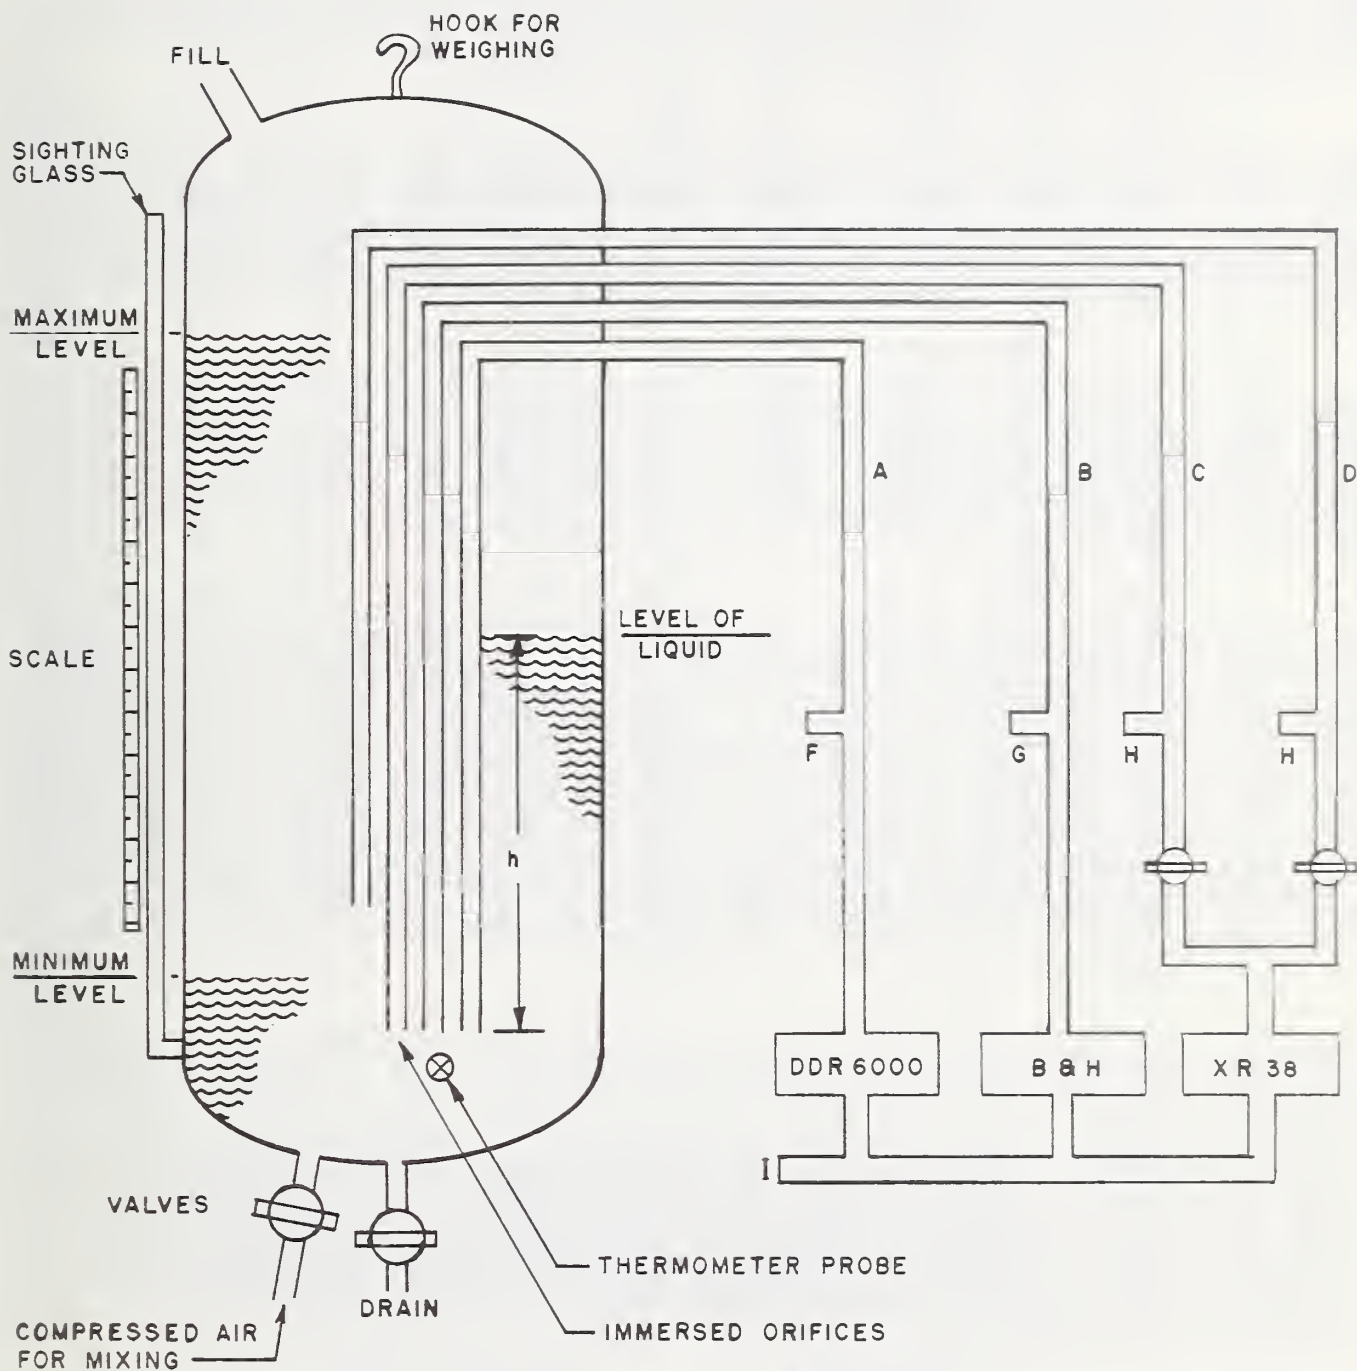 HOOK FOR
WEIGHING
FILL
SIGHTING
GLASS
MAXIMUM
LEVEL
A
B
C
D
LEVEL OF
LIQUID
SCALE
F
G
H
H
h
MINIMUM
LEVEL
DDR 6000
B & H
XR 38
I
VALVES
THERMOMETER PROBE
DRAIN
IMMERSED ORIFICES
COMPRESSED AIR
FOR MIXING